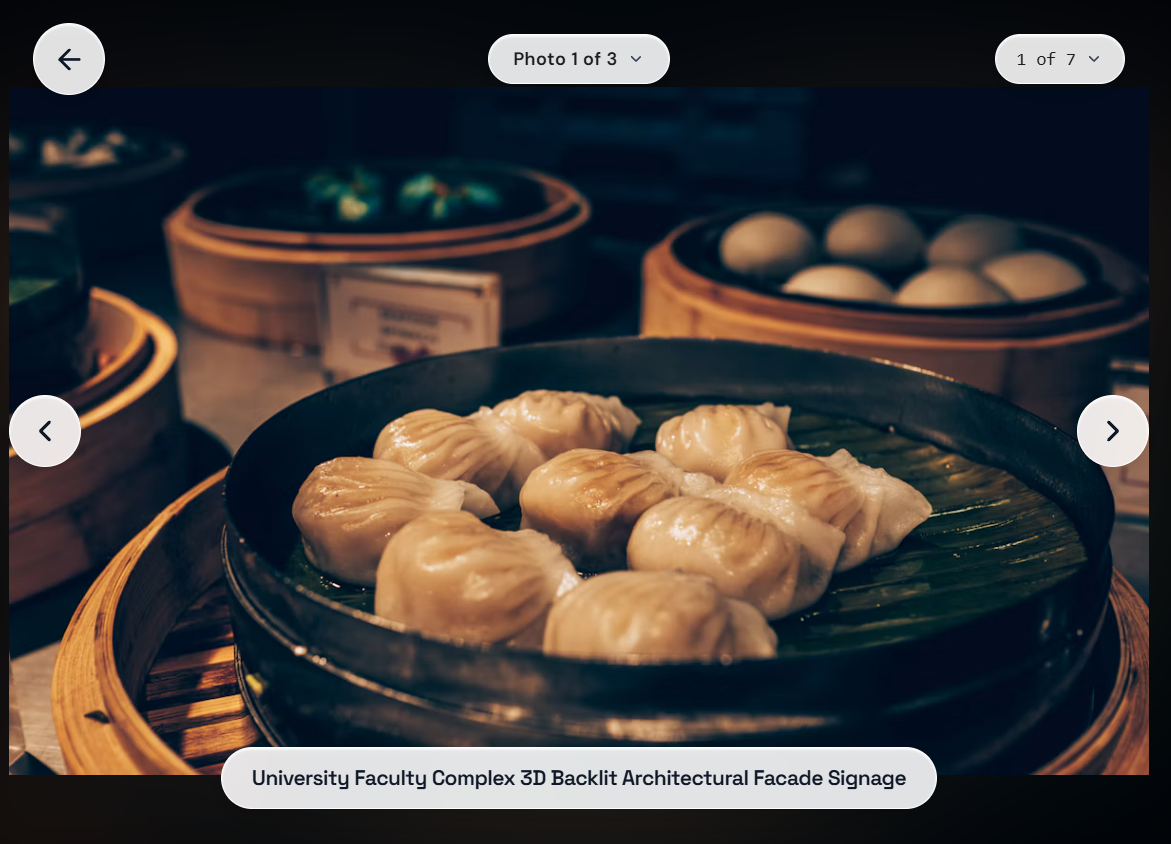 Photo 1 of 3
1 of 7
University Faculty Complex 3D Backlit Architectural Facade Signage